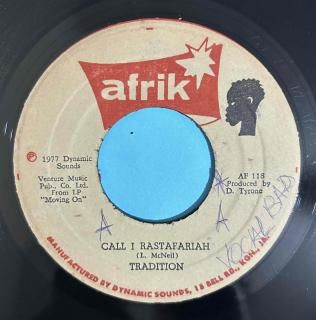 afrik
℗ 1977 Dynamic
Sounds
Venture Music
Pub., Co. Ltd.
From LP
"Moving On"
AF 118
Produced by
D. Tyrone
A
* A
CALL I RASTAFARIAH
(L. McNeil)
TRADITION
VOCAL BAD
MANUFACTURED BY DYNAMIC SOUNDS, 15 BELL RD., KGN., JA.